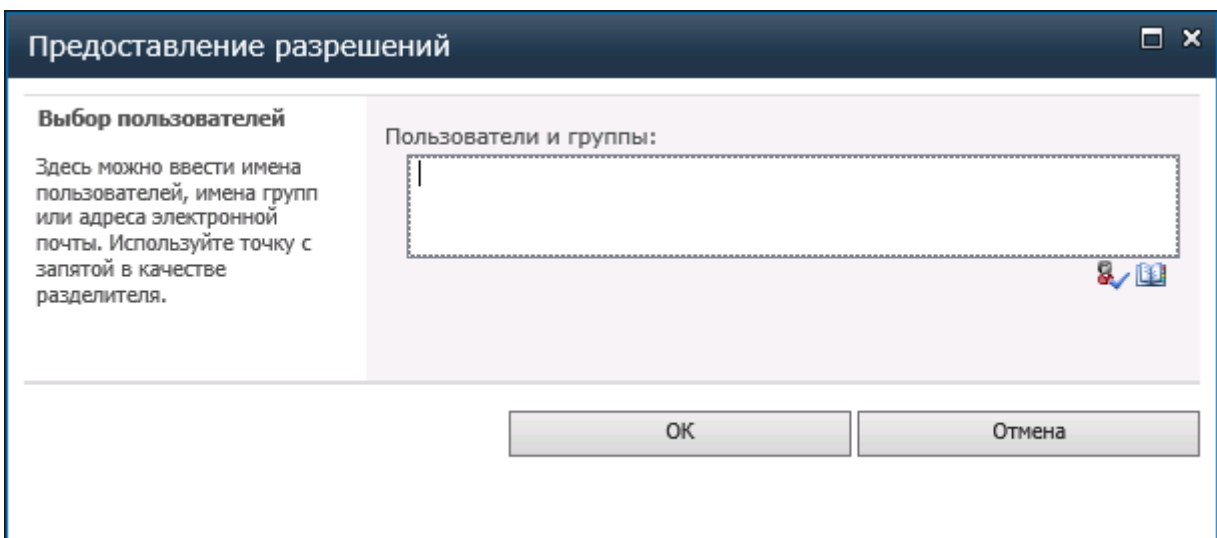 Предоставление разрешений
Выбор пользователей
Здесь можно ввести имена
пользователей, имена групп
или адреса электронной
почты. Используйте точку с
запятой в качестве
разделителя.
Пользователи и группы:
ОК
Отмена